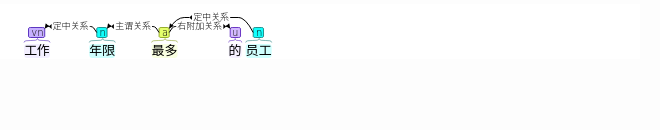 定中关系
定中关系 主谓关系 右附加关系
vn n a u n
工作 年限 最多 的 员工